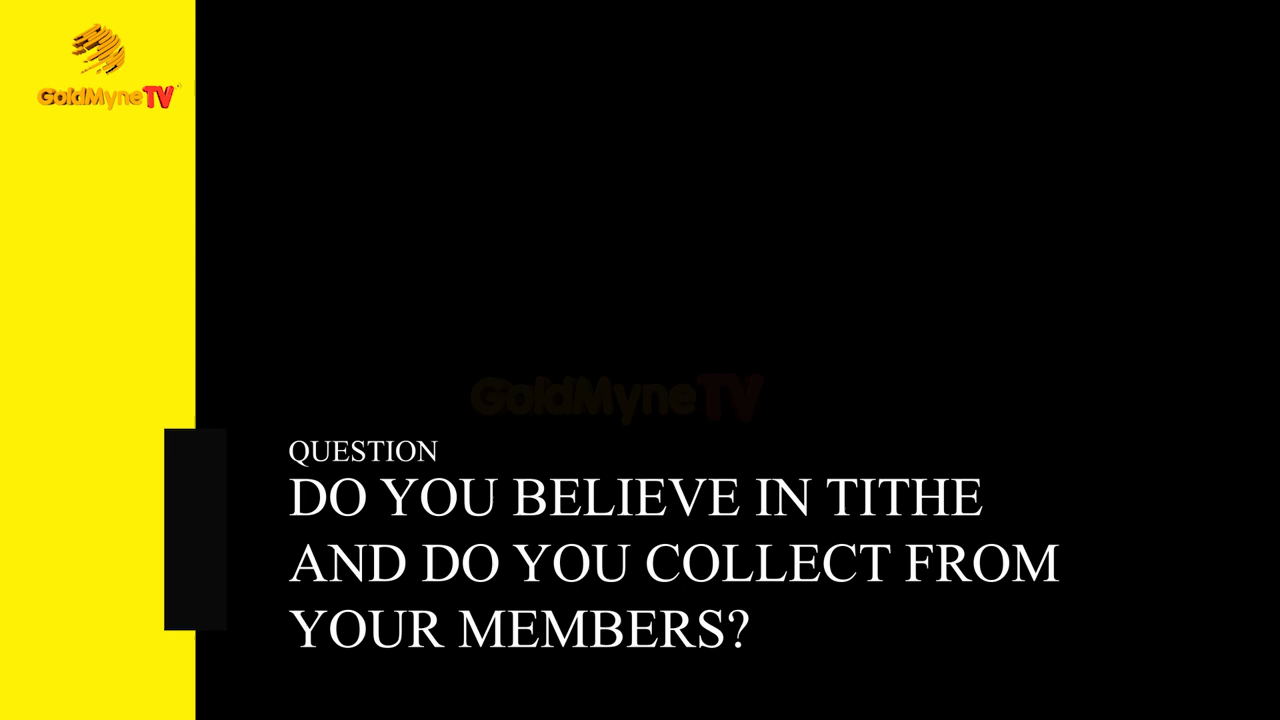 GoldMyneTV
GoldMyneTV
QUESTION
DO YOU BELIEVE IN TITHE
AND DO YOU COLLECT FROM
YOUR MEMBERS?